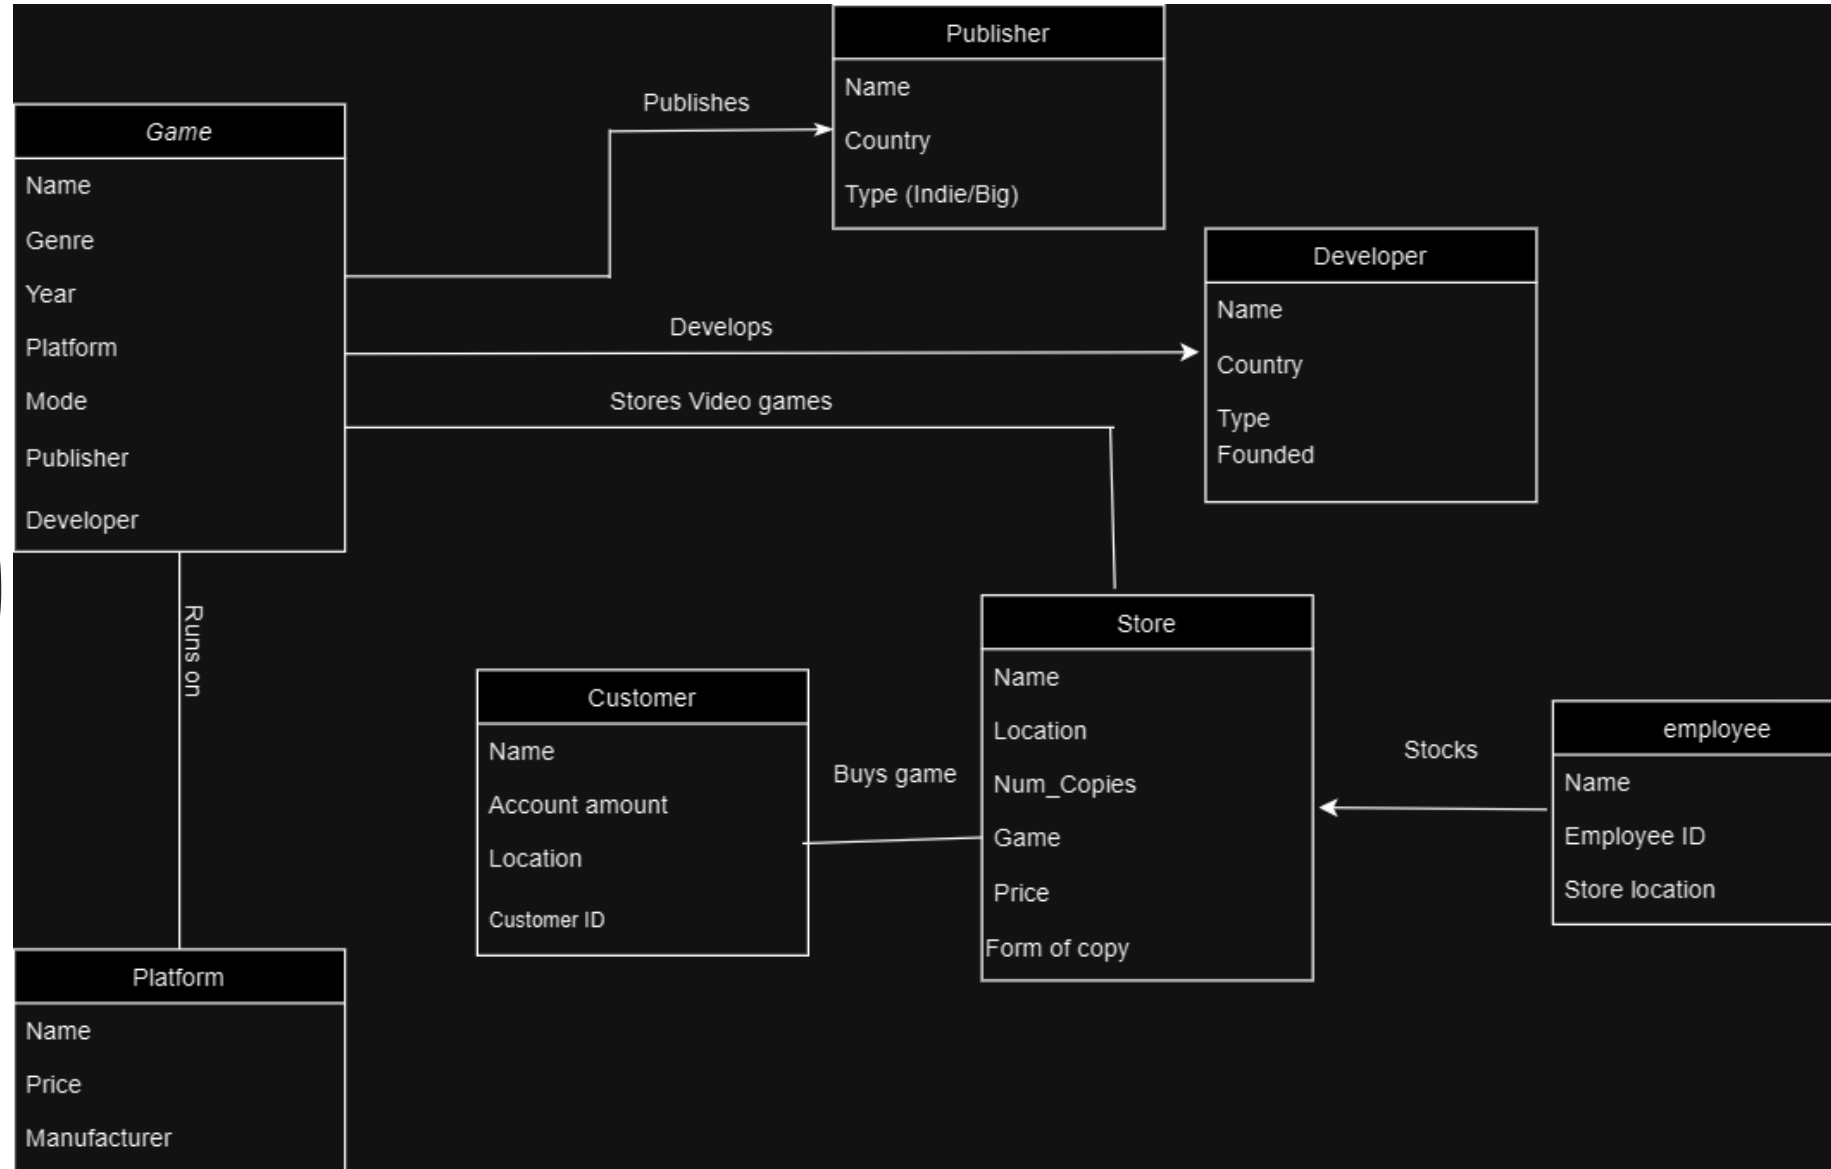 Publisher
Name
Country
Type (Indie/Big)
Publishes
Game
Name
Genre
Year
Platform
Mode
Publisher
Developer
Develops
Developer
Name
Country
Type
Founded
Stores Video games
Runs on
Store
Name
Location
Num_Copies
Game
Price
Form of copy
Customer
Name
Account amount
Location
Customer ID
Buys game
Stocks
employee
Name
Employee ID
Store location
Platform
Name
Price
Manufacturer